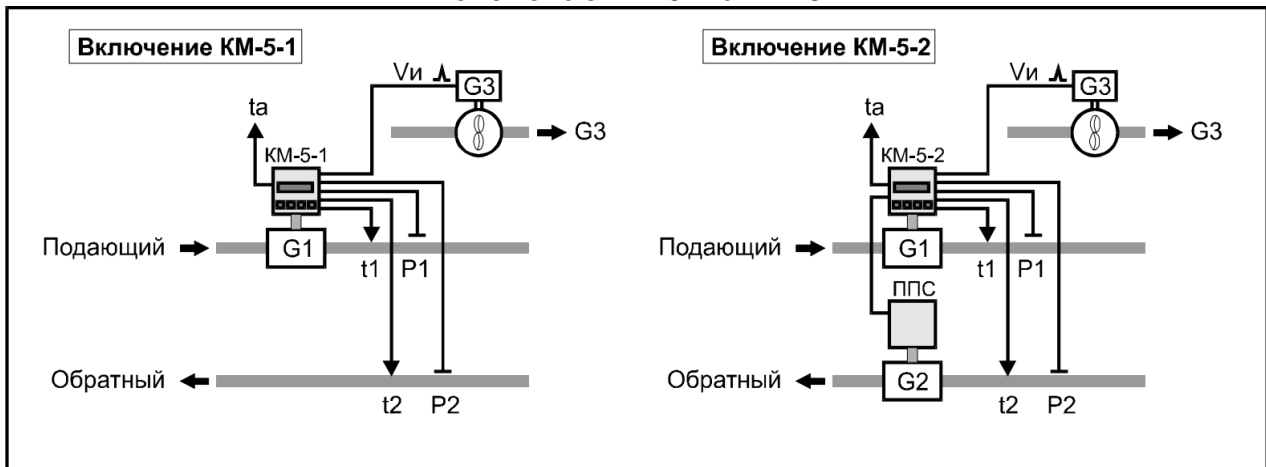 Включение КМ-5-1
Vи
G3
ta
G3
КМ-5-1
Подающий
G1
t1
P1
Обратный
t2
P2
Включение КМ-5-2
Vи
G3
ta
G3
КМ-5-2
Подающий
G1
t1
P1
ППС
Обратный
G2
t2
P2